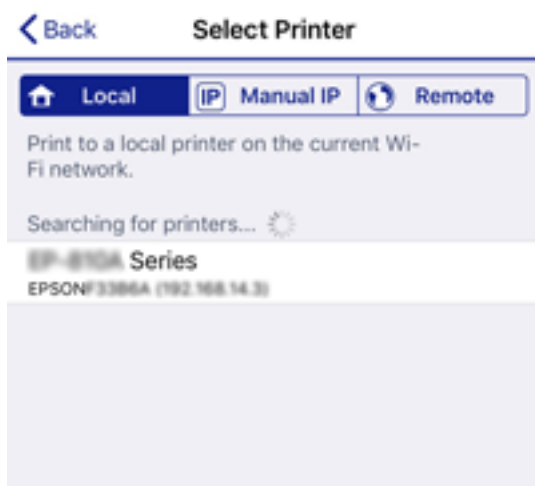 Back
Select Printer
Local
IP Manual IP
Remote
Print to a local printer on the current Wi-
Fi network.
Searching for printers...
Series
EPSON